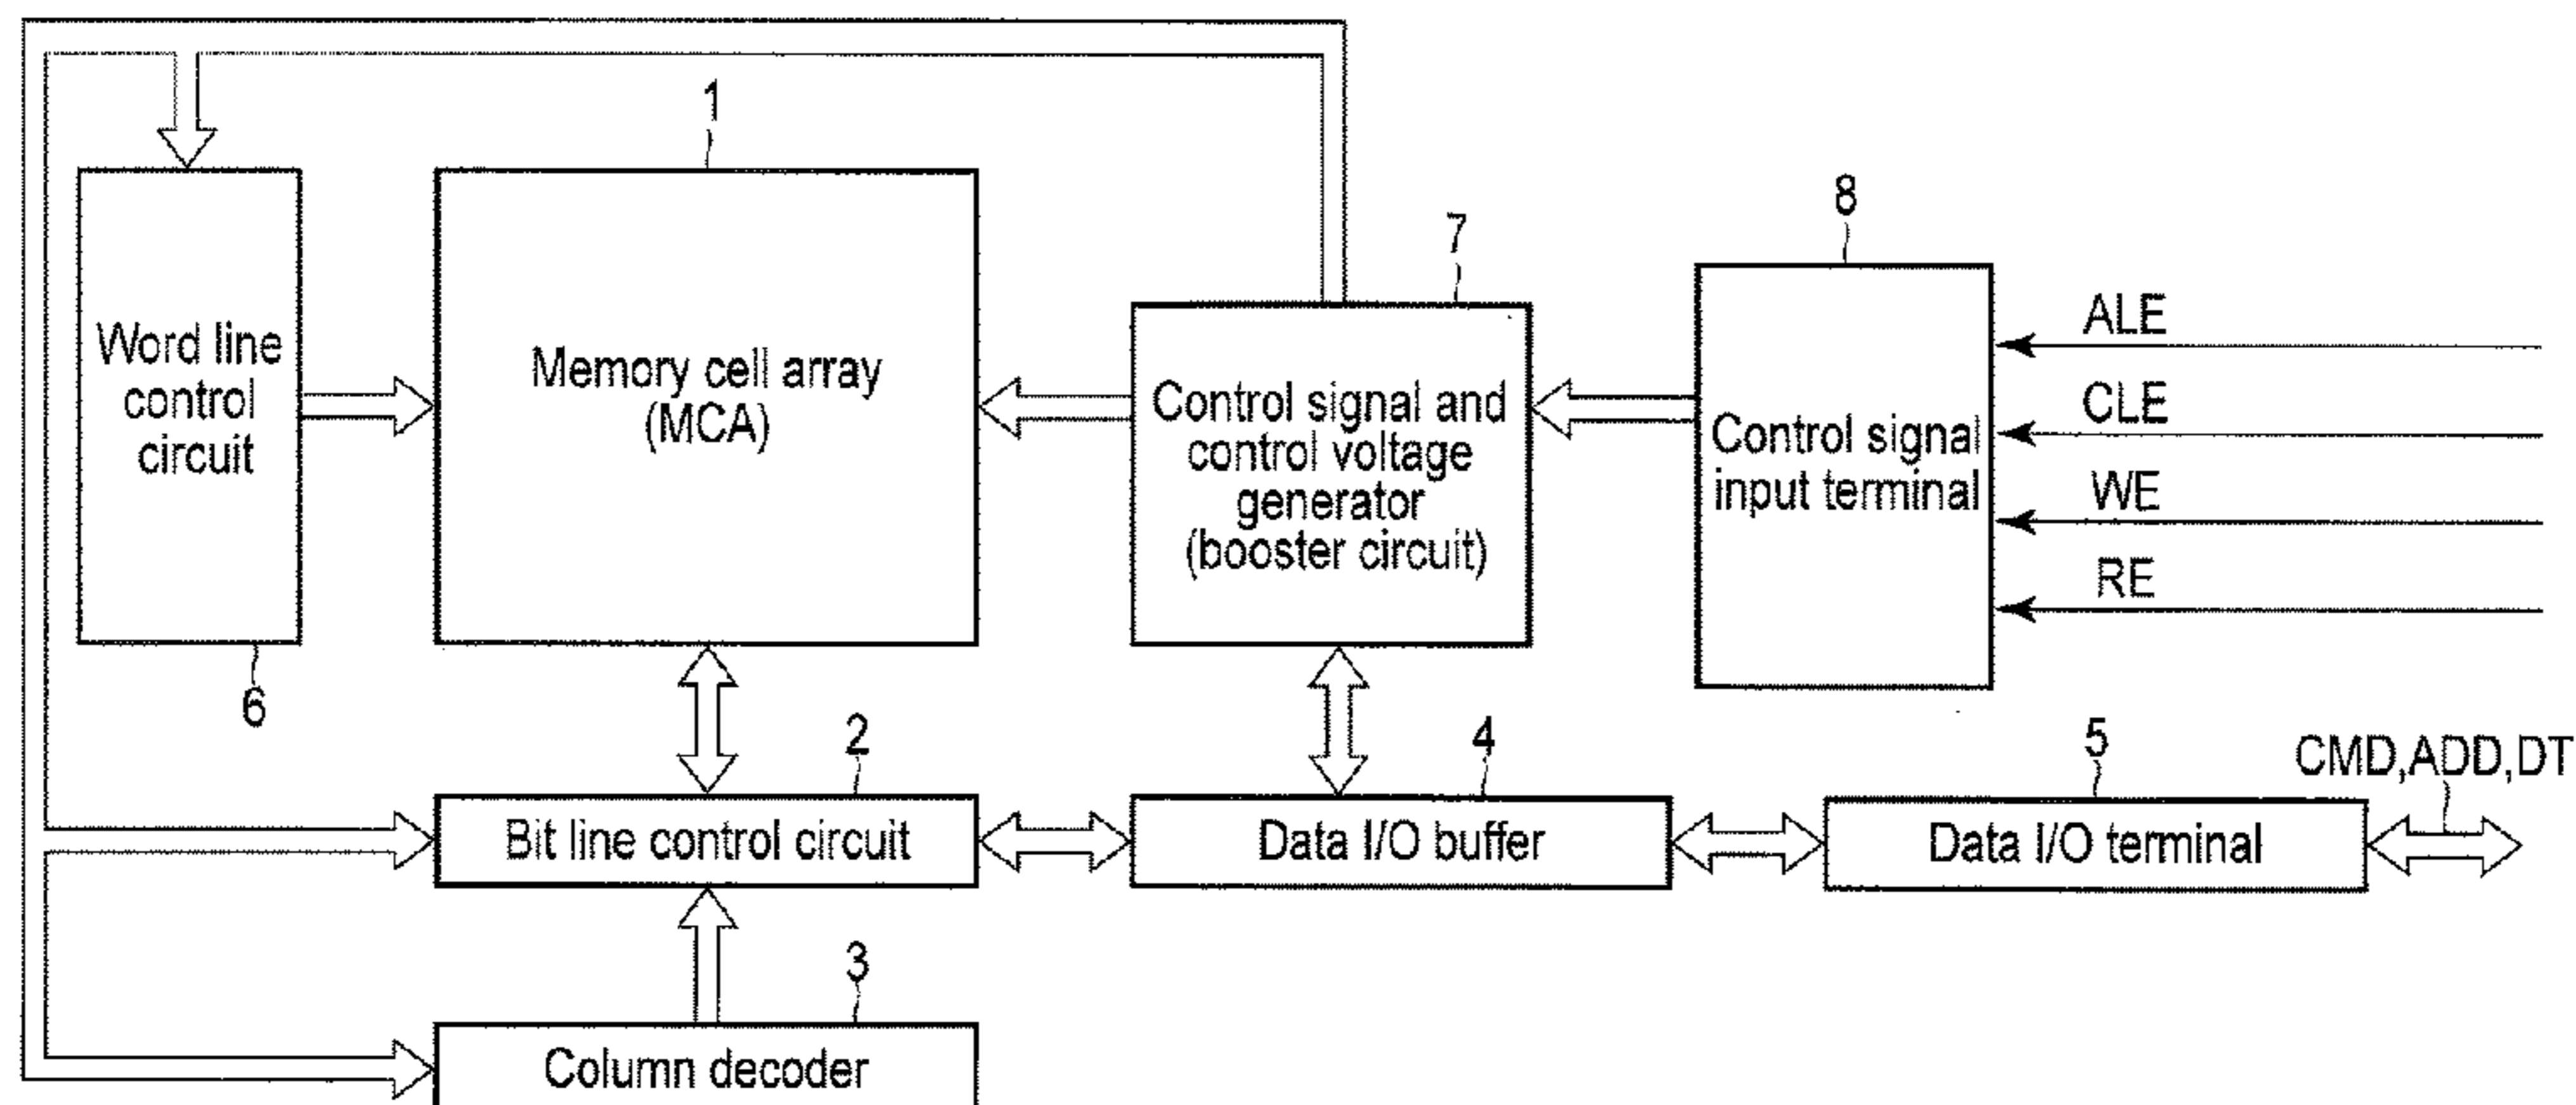 1
8
7
ALE
Word line
control
circuit
Memory cell array
(MCA)
Control signal and
control voltage
generator
(booster circuit)
Control signal
input terminal
CLE
WE
RE
6
2
4
5
CMD,ADD,DT
Bit line control circuit
Data I/O buffer
Data I/O terminal
3
Column decoder